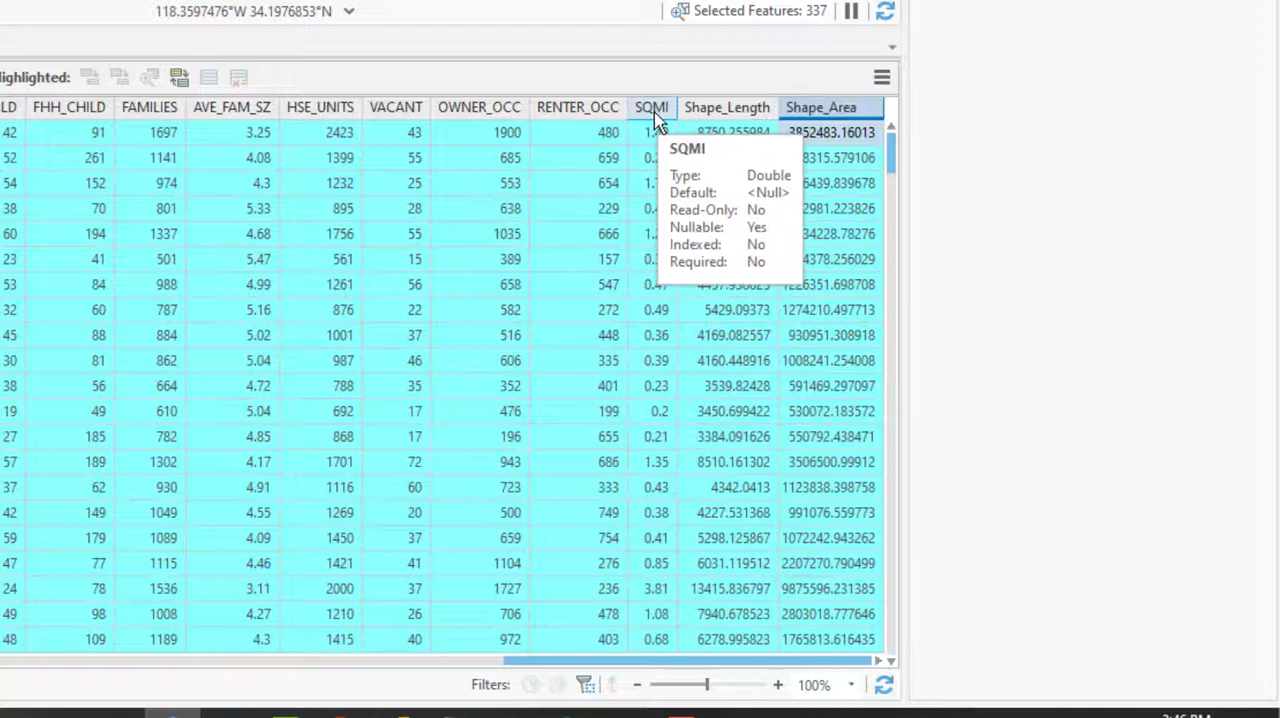 118.3597476°W 34.1976853°N Selected Features: 337
Highlighted:
LD FHH_CHILD FAMILIES AVE_FAM_SZ HSE_UNITS VACANT OWNER_OCC RENTER_OCC SQMI Shape_Length Shape_Area
42 91 1697 3.25 2423 43 1900 480 8750.255984 3852483.16013
52 261 1141 4.08 1399 55 685 659 8315.579106
54 152 974 4.3 1232 25 553 654 6439.839678
38 70 801 5.33 895 28 638 229 2981.223826
60 194 1337 4.68 1756 55 1035 666 34228.78276
23 41 501 5.47 561 15 389 157 4378.256029
53 84 988 4.99 1261 56 658 547 0.47 4457.938625 1226351.698708
32 60 787 5.16 876 22 582 272 0.49 5429.09373 1274210.497713
45 88 884 5.02 1001 37 516 448 0.36 4169.082557 930951.308918
30 81 862 5.04 987 46 606 335 0.39 4160.448916 1008241.254008
38 56 664 4.72 788 35 352 401 0.23 3539.82428 591469.297097
19 49 610 5.04 692 17 476 199 0.2 3450.699422 530072.183572
27 185 782 4.85 868 17 196 655 0.21 3384.091626 550792.438471
57 189 1302 4.17 1701 72 943 686 1.35 8510.161302 3506500.99912
37 62 930 4.91 1116 60 723 333 0.43 4342.0413 1123838.398758
42 149 1049 4.55 1269 20 500 749 0.38 4227.531368 991076.559773
59 179 1089 4.09 1450 37 659 754 0.41 5298.125867 1072242.943262
47 77 1115 4.46 1421 41 1104 276 0.85 6031.119512 2207270.790499
24 78 1536 3.11 2000 37 1727 236 3.81 13415.836797 9875596.231385
49 98 1008 4.27 1210 26 706 478 1.08 7940.678523 2803018.777646
48 109 1189 4.3 1415 40 972 403 0.68 6278.995823 1765813.616435
SQMI
Type: Double
Default: <Null>
Read-Only: No
Nullable: Yes
Indexed: No
Required: No
Filters: 100%